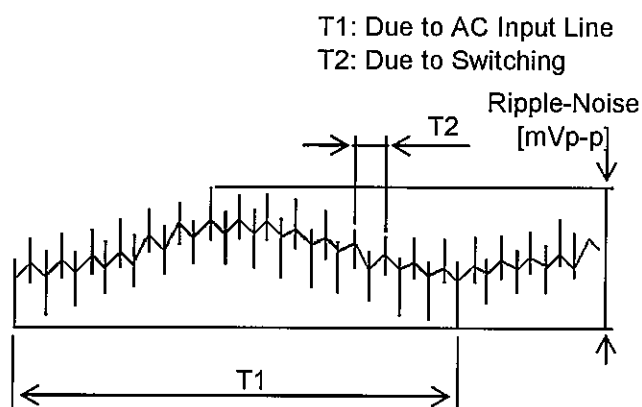 T1: Due to AC Input Line
T2: Due to Switching
Ripple-Noise
[mVp-p]
T2
T1